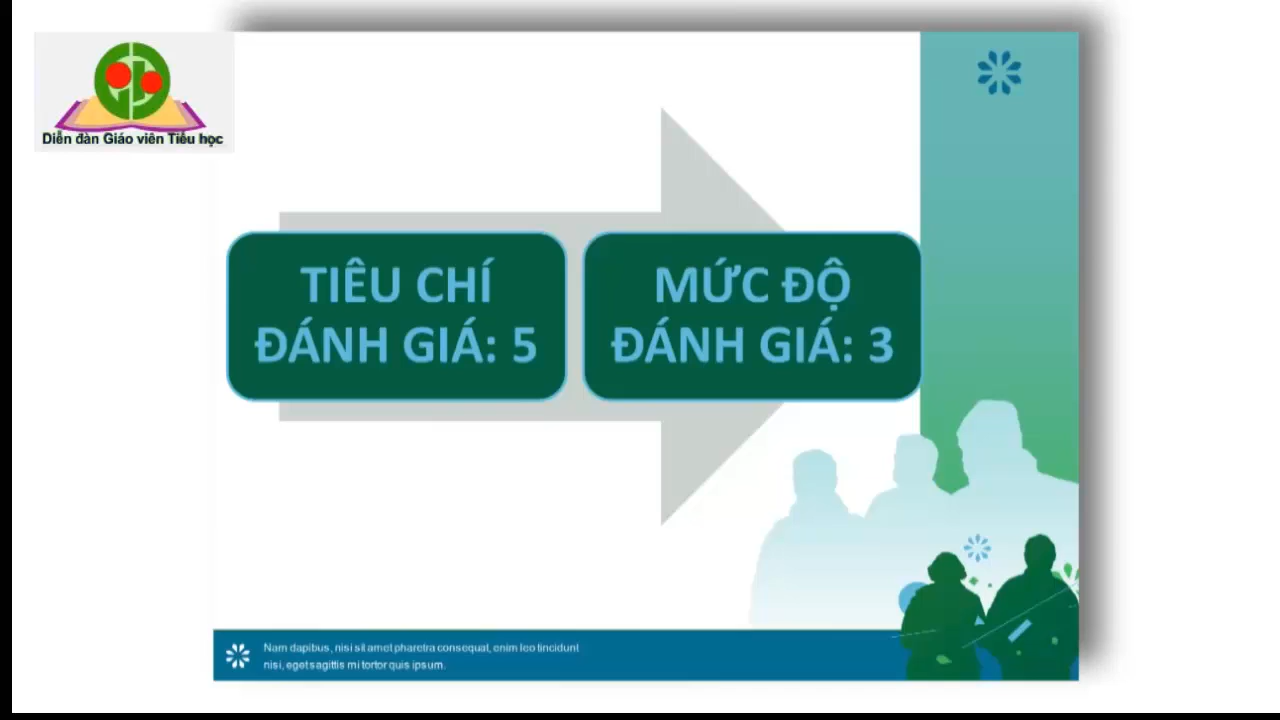 Diễn đàn Giáo viên Tiểu học
TIÊU CHÍ
ĐÁNH GIÁ: 5
MỨC ĐỘ
ĐÁNH GIÁ: 3
Nam dapibus, nisi sit amet pharetra consequat, enim leo tincidunt
nisi, eget sagittis mi tortor quis ipsum.